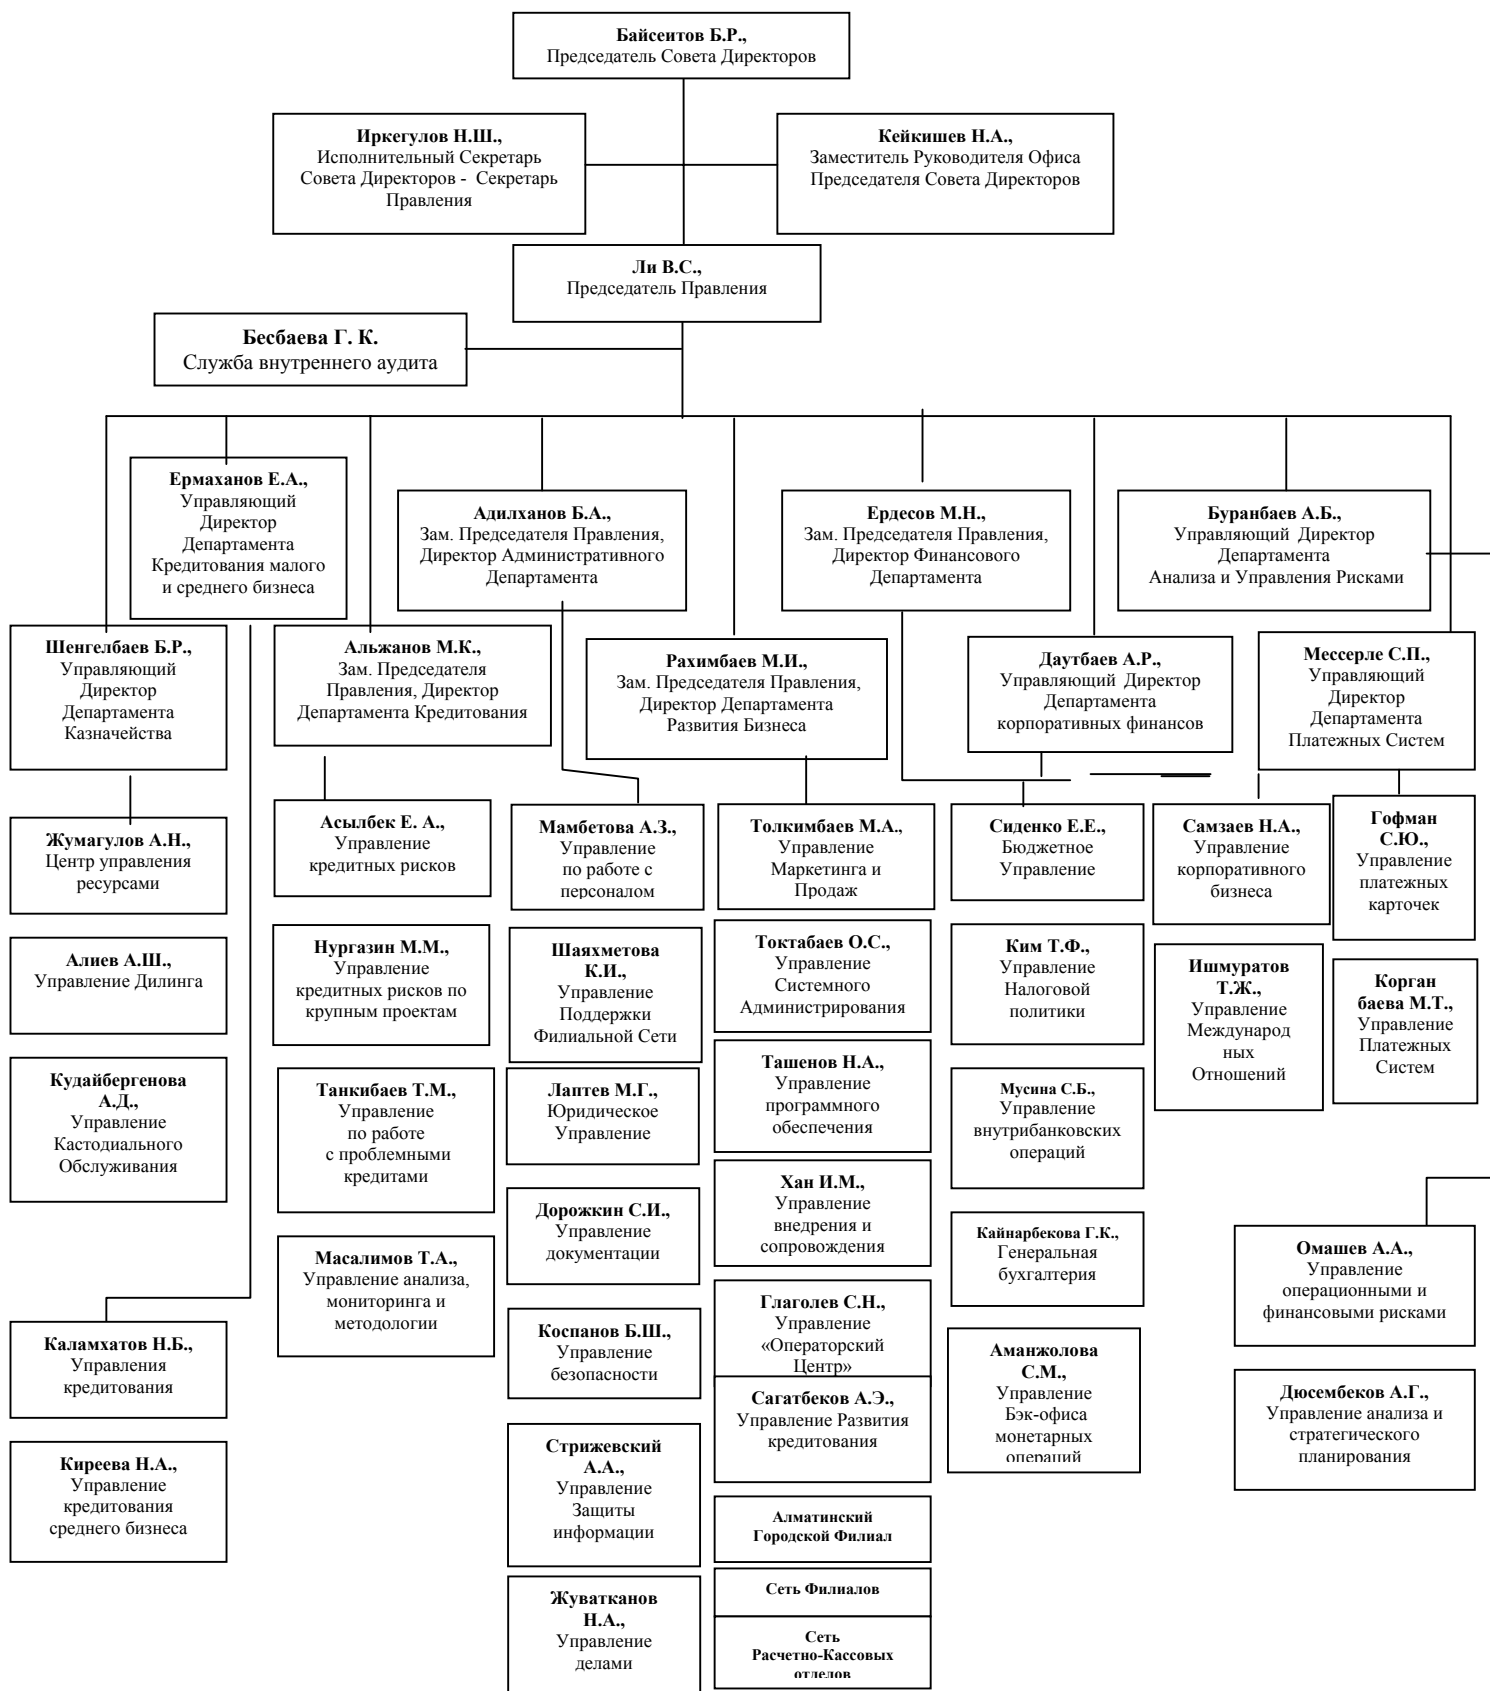 Байсеитов Б.Р.,
Председатель Совета Директоров
Иркегулов Н.Ш.,
Исполнительный Секретарь
Совета Директоров - Секретарь
Правления
Кейкишев Н.А.,
Заместитель Руководителя Офиса
Председателя Совета Директоров
Ли В.С.,
Председатель Правления
Бесбаева Г. К.
Служба внутреннего аудита
Ермаханов Е.А.,
Управляющий
Директор
Департамента
Кредитования малого
и среднего бизнеса
Адилханов Б.А.,
Зам. Председателя Правления,
Директор Административного
Департамента
Ердесов М.Н.,
Зам. Председателя Правления,
Директор Финансового
Департамента
Буранбаев А.Б.,
Управляющий Директор
Департамента
Анализа и Управления Рисками
Шенгелбаев Б.Р.,
Управляющий
Директор
Департамента
Казначейства
Альжанов М.К.,
Зам. Председателя
Правления, Директор
Департамента Кредитования
Рахимбаев М.И.,
Зам. Председателя Правления,
Директор Департамента
Развития Бизнеса
Даутбаев А.Р.,
Управляющий Директор
Департамента
корпоративных финансов
Мессерле С.П.,
Управляющий
Директор
Департамента
Платежных Систем
Жумагулов А.Н.,
Центр управления
ресурсами
Алиев А.Ш.,
Управление Дилинга
Кудайбергенова
А.Д.,
Управление
Кастодиального
Обслуживания
Каламхатов Н.Б.,
Управления
кредитования
Киреева Н.А.,
Управление
кредитования
среднего бизнеса
Асылбек Е. А.,
Управление
кредитных рисков
Нургазин М.М.,
Управление
кредитных рисков по
крупным проектам
Танкибаев Т.М.,
Управление
по работе
с проблемными
кредитами
Масалимов Т.А.,
Управление анализа,
мониторинга и
методологии
Мамбетова А.З.,
Управление
по работе с
персоналом
Шаяхметова
К.И.,
Управление
Поддержки
Филиальной Сети
Лаптев М.Г.,
Юридическое
Управление
Дорожкин С.И.,
Управление
документации
Коспанов Б.Ш.,
Управление
безопасности
Стрижевский
А.А.,
Управление
Защиты
информации
Жуватканов
Н.А.,
Управление
делами
Толкимбаев М.А.,
Управление
Маркетинга и
Продаж
Токтабаев О.С.,
Управление
Системного
Администрирования
Ташенов Н.А.,
Управление
программного
обеспечения
Хан И.М.,
Управление
внедрения и
сопровождения
Глаголев С.Н.,
Управление
«Операторский
Центр»
Сагатбеков А.Э.,
Управление Развития
кредитования
Алматинский
Городской Филиал
Сеть Филиалов
Сеть
Расчетно-Кассовых
отделов
Сиденко Е.Е.,
Бюджетное
Управление
Ким Т.Ф.,
Управление
Налоговой
политики
Мусина С.Б.,
Управление
внутрибанковских
операций
Кайнарбекова Г.К.,
Генеральная
бухгалтерия
Аманжолова
С.М.,
Управление
Бэк-офиса
монетарных
операций
Самзаев Н.А.,
Управление
корпоративного
бизнеса
Ишмуратов
Т.Ж.,
Управление
Международ
ных
Отношений
Гофман
С.Ю.,
Управление
платежных
карточек
Корган
баева М.Т.,
Управление
Платежных
Систем
Омашев А.А.,
Управление
операционными и
финансовыми рисками
Дюсембеков А.Г.,
Управление анализа и
стратегического
планирования